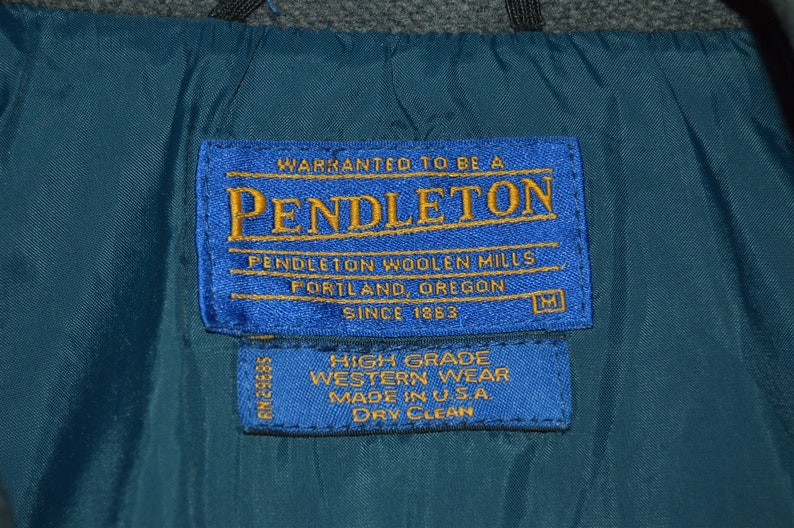 WARRANTED TO BE A
PENDLETON
PENDLETON WOOLEN MILLS
PORTLAND, OREGON
M
SINCE 1863
RN29685
HIGH GRADE
WESTERN WEAR
MADE IN U.S.A.
DRY CLEAN